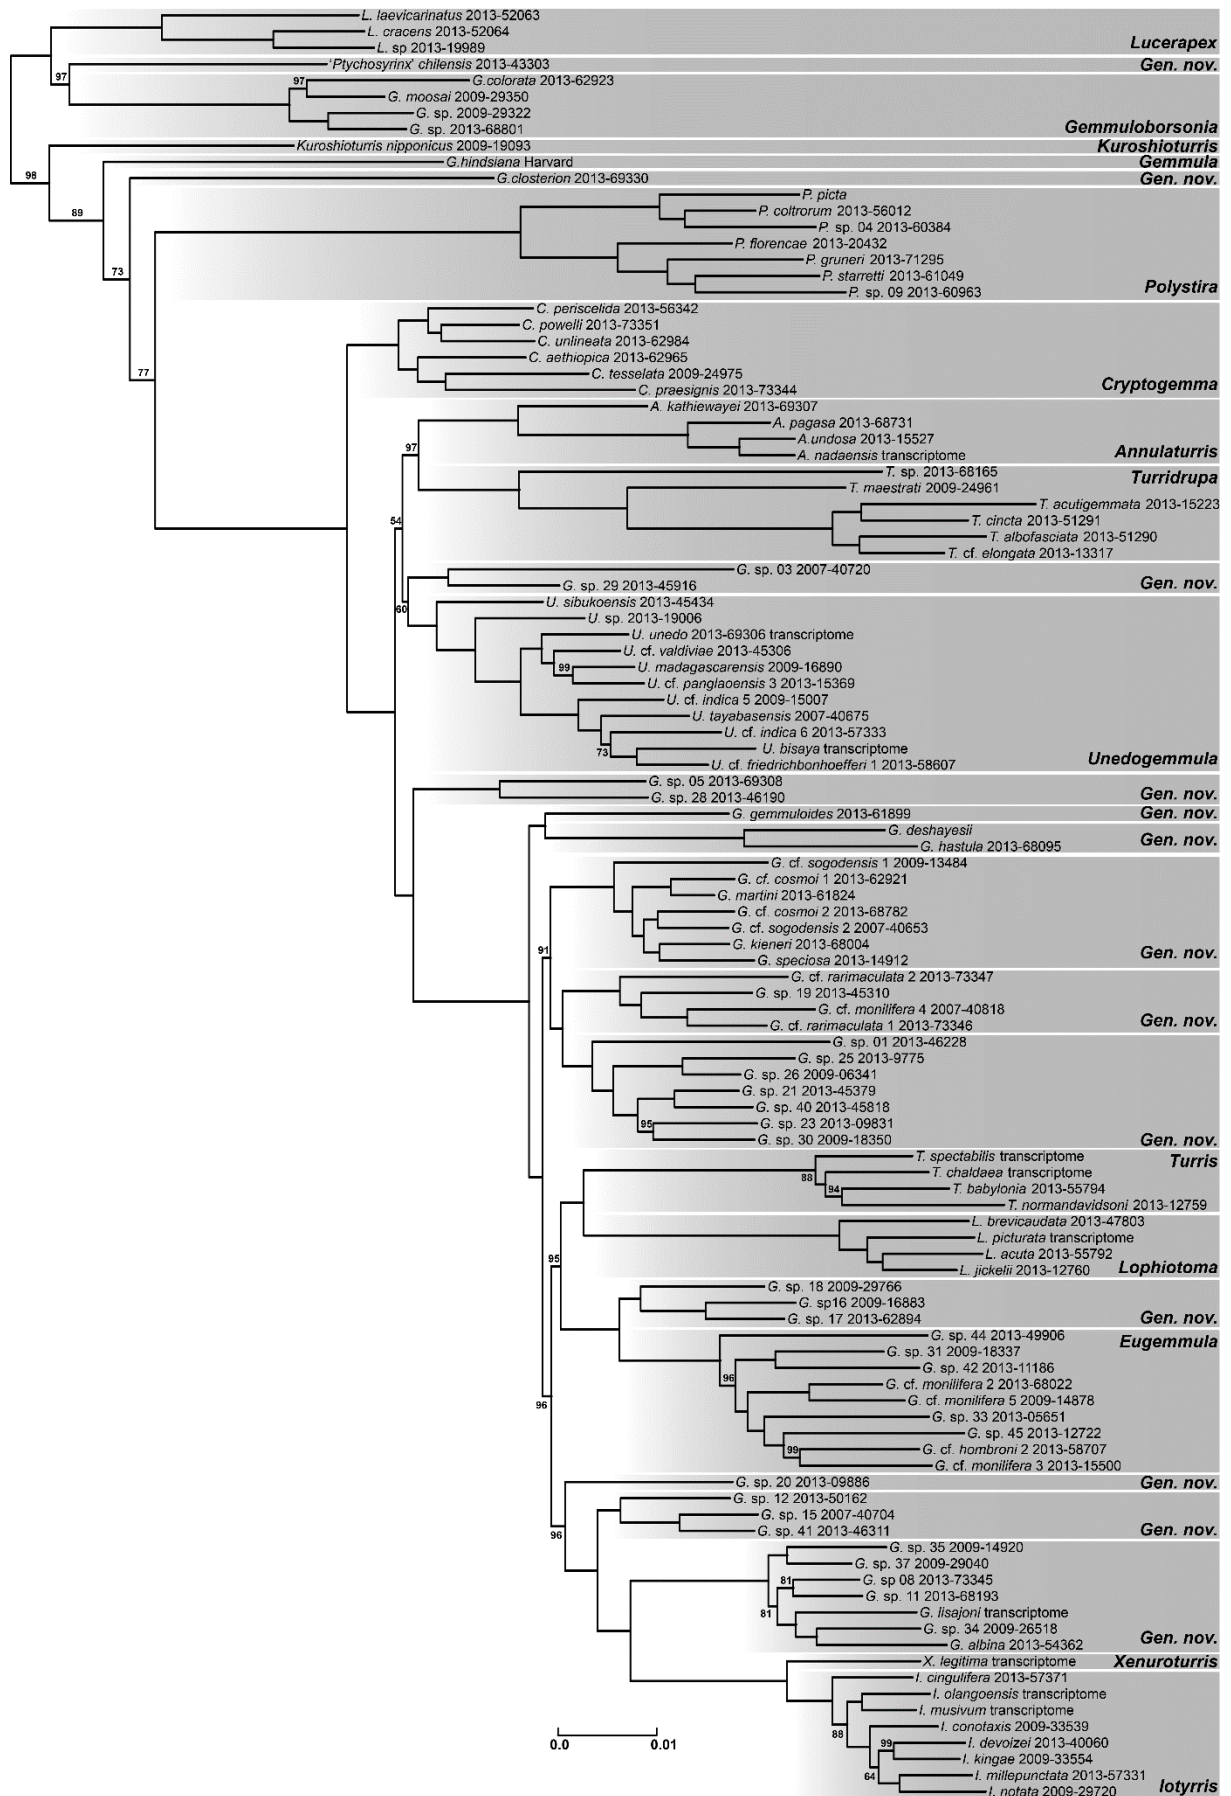 L. laevicarinatus 2013-52063
L. cracens 2013-52064
L. sp 2013-19989
Lucerapex
97
'Ptychosyrinx' chilensis 2013-43303
Gen. nov.
97
G.colorata 2013-62923
G. moosai 2009-29350
G. sp. 2009-29322
G. sp. 2013-68801
Gemmuloborsonia
Kuroshioturris nipponicus 2009-19093
Kuroshioturris
G.hindsiana Harvard
Gemmula
98
G.closterion 2013-69330
Gen. nov.
P. picta
89
P. coltrorum 2013-56012
P. sp. 04 2013-60384
P. florencae 2013-20432
P. gruneri 2013-71295
73
P. starretti 2013-61049
P. sp. 09 2013-60963
Polystira
C. periscelida 2013-56342
C. powelli 2013-73351
C. unlineata 2013-62984
C. aethiopica 2013-62965
77
C. tesselata 2009-24975
C. praesignis 2013-73344
Cryptogemma
A. kathiewayei 2013-69307
A. pagasa 2013-68731
A.undosa 2013-15527
97
A. nadaensis transcriptome
Annulaturris
T. sp. 2013-68165
Turridrupa
T. maestrati 2009-24961
T. acutigemmata 2013-15223
T. cincta 2013-51291
54
T. albofasciata 2013-51290
T. cf. elongata 2013-13317
G. sp. 03 2007-40720
G. sp. 29 2013-45916
Gen. nov.
60
U. sibukoensis 2013-45434
U. sp. 2013-19006
U. unedo 2013-69306 transcriptome
U. cf. valdiviae 2013-45306
99
U. madagascarensis 2009-16890
U. cf. panglaoensis 3 2013-15369
U. cf. indica 5 2009-15007
U. tayabasensis 2007-40675
U. cf. indica 6 2013-57333
73
U. bisaya transcriptome
U. cf. friedrichbonhoefferi 1 2013-58607
Unedogemmula
G. sp. 05 2013-69308
G. sp. 28 2013-46190
Gen. nov.
G. gemmuloides 2013-61899
Gen. nov.
G. deshayesii
G. hastula 2013-68095
Gen. nov.
G. cf. sogodensis 1 2009-13484
G. cf. cosmoi 1 2013-62921
G. martini 2013-61824
G. cf. cosmoi 2 2013-68782
G. cf. sogodensis 2 2007-40653
G. kieneri 2013-68004
91
G. speciosa 2013-14912
Gen. nov.
G. cf. rarimaculata 2 2013-73347
G. sp. 19 2013-45310
G. cf. monilifera 4 2007-40818
G. cf. rarimaculata 1 2013-73346
Gen. nov.
G. sp. 01 2013-46228
G. sp. 25 2013-9775
G. sp. 26 2009-06341
G. sp. 21 2013-45379
G. sp. 40 2013-45818
95
G. sp. 23 2013-09831
G. sp. 30 2009-18350
Gen. nov.
T. spectabilis transcriptome
Turris
88
T. chaldaea transcriptome
94
T. babylonia 2013-55794
T. normandavidsoni 2013-12759
L. brevicaudata 2013-47803
L. picturata transcriptome
95
L. acuta 2013-55792
L. jickelii 2013-12760
Lophiotoma
G. sp. 18 2009-29766
G. sp16 2009-16883
G. sp. 17 2013-62894
Gen. nov.
G. sp. 44 2013-49906
Eugemmula
G. sp. 31 2009-18337
G. sp. 42 2013-11186
96
G. cf. monilifera 2 2013-68022
96
G. cf. monilifera 5 2009-14878
G. sp. 33 2013-05651
G. sp. 45 2013-12722
99
G. cf. hombroni 2 2013-58707
G. cf. monilifera 3 2013-15500
G. sp. 20 2013-09886
Gen. nov.
G. sp. 12 2013-50162
G. sp. 15 2007-40704
96
G. sp. 41 2013-46311
Gen. nov.
G. sp. 35 2009-14920
G. sp. 37 2009-29040
81
G. sp 08 2013-73345
G. sp. 11 2013-68193
81
G. lisajoni transcriptome
G. sp. 34 2009-26518
G. albina 2013-54362
Gen. nov.
X. legitima transcriptome
Xenuroturris
I. cingulifera 2013-57371
I. olangoensis transcriptome
I. musivum transcriptome
88
I. conotaxis 2009-33539
99
I. devoizei 2013-40060
I. kingae 2009-33554
64
I. millepunctata 2013-57331
I. notata 2009-29720
Iotyrris
0.0 0.01